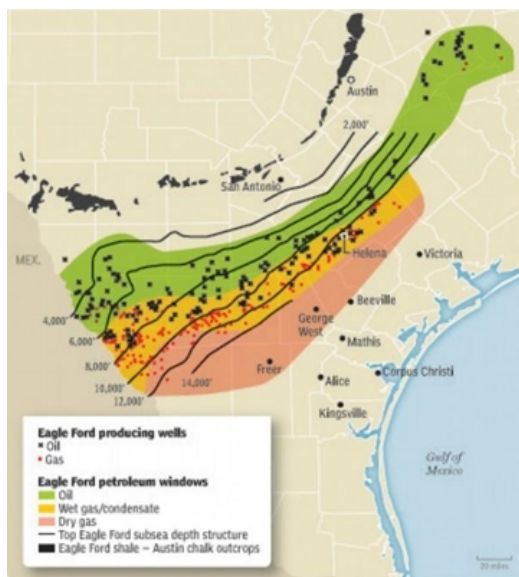 Austin
2,000'
San Antonio
MEX.
Helena
Victoria
4,000'
Beeville
George
West
6,000'
Mathis
8,000'
Freer
10,000'
14,000'
Alice
Corpus Christi
12,000'
Kingsville
Eagle Ford producing wells
Oil
Gas
Eagle Ford petroleum windows
Oil
Wet gas/condensate
Dry gas
Top Eagle Ford subsea depth structure
Eagle Ford shale – Austin chalk outcrops
Gulf of
Mexico
20 miles